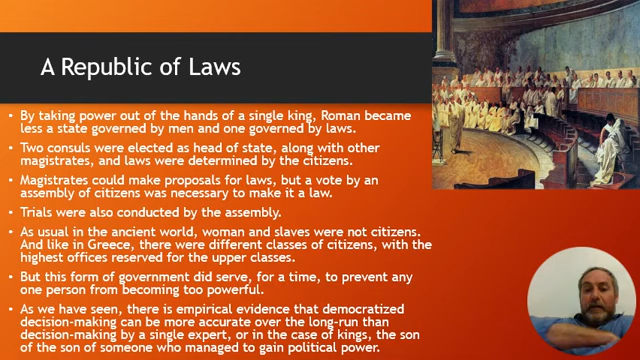 A Republic of Laws
• By taking power out of the hands of a single king, Roman became
less a state governed by men and one governed by laws.
• Two consuls were elected as head of state, along with other
magistrates, and laws were determined by the citizens.
• Magistrates could make proposals for laws, but a vote by an
assembly of citizens was necessary to make it a law.
• Trials were also conducted by the assembly.
• As usual in the ancient world, woman and slaves were not citizens.
And like in Greece, there were different classes of citizens, with the
highest offices reserved for the upper classes.
• But this form of government did serve, for a time, to prevent any
one person from becoming too powerful.
• As we have seen, there is empirical evidence that democratized
decision-making can be more accurate over the long-run than
decision-making by a single expert, or in the case of kings, the son
of the son of someone who managed to gain political power.